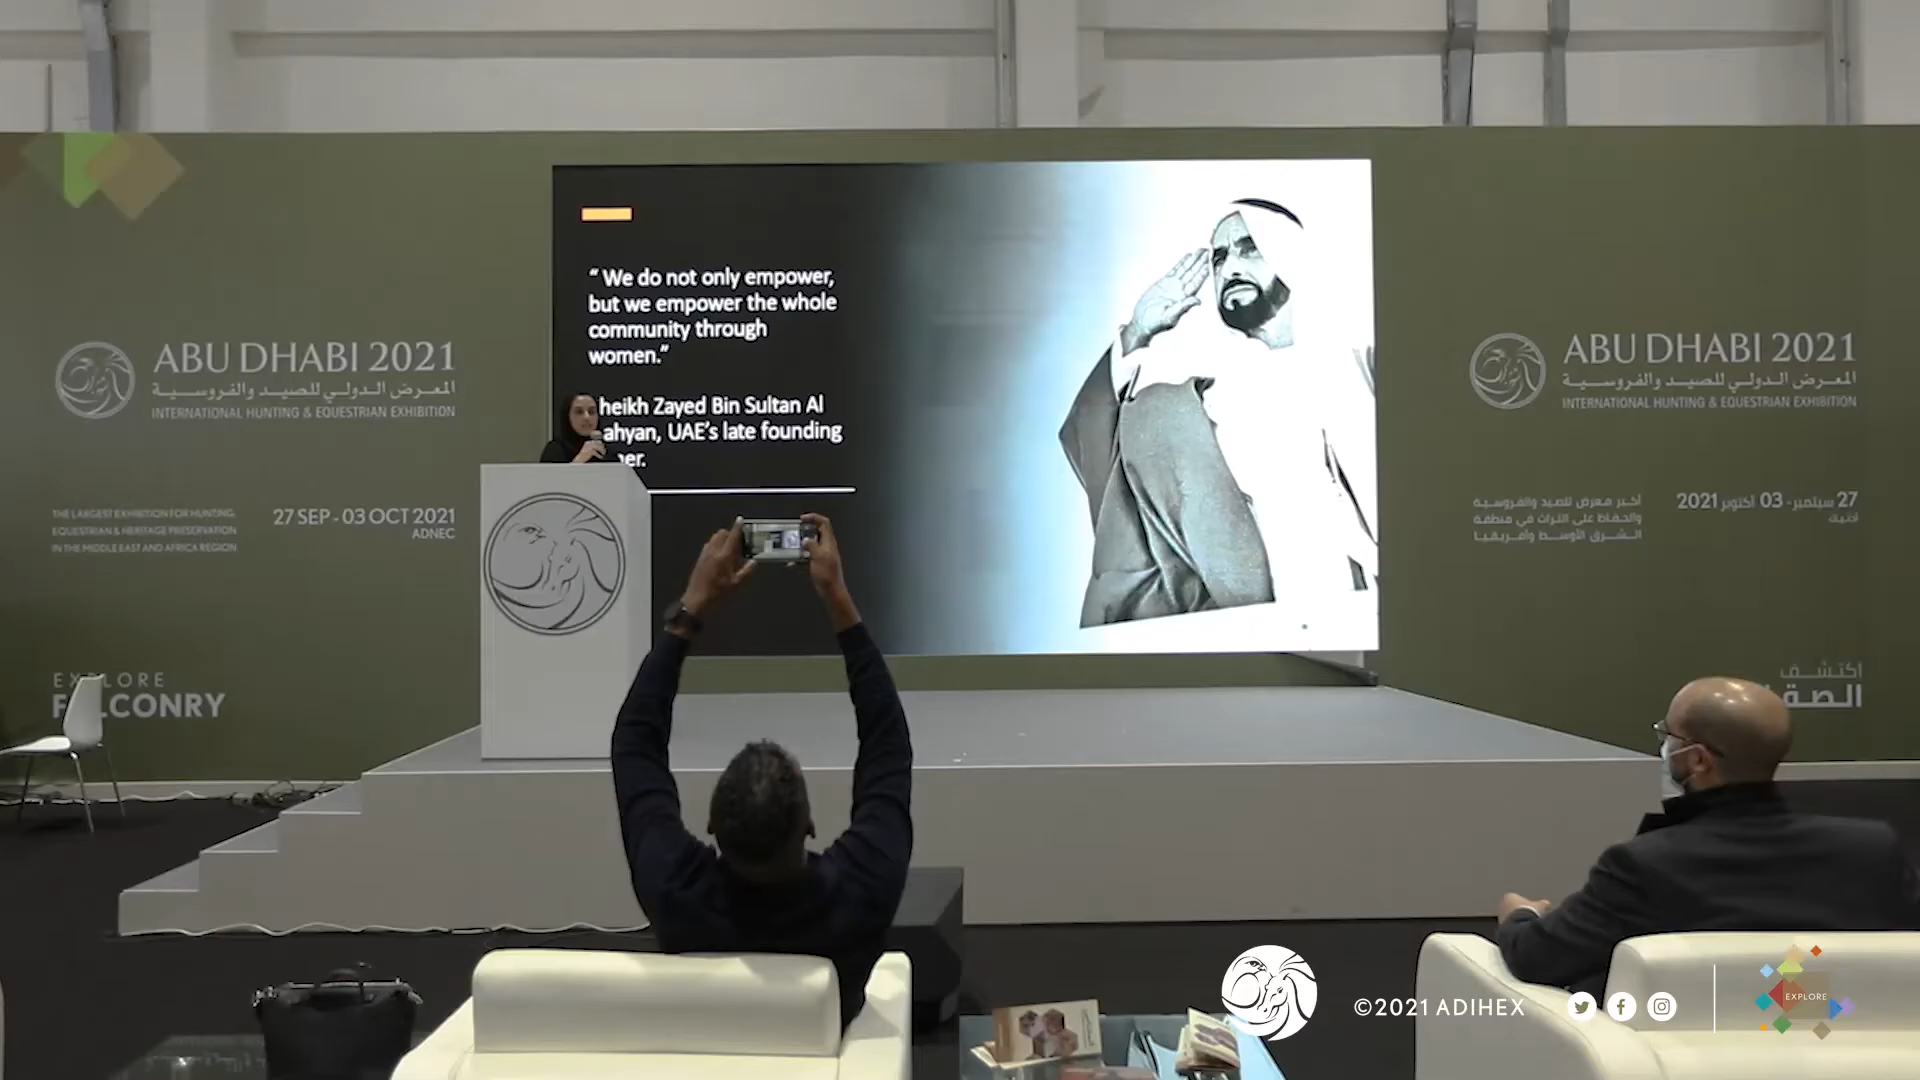 “ We do not only empower,
but we empower the whole
community through
women.”
heikh Zayed Bin Sultan Al
ahyan, UAE’s late founding
er.
ABU DHABI 2021
المعرض الدولي للصيد والفروسية
INTERNATIONAL HUNTING & EQUESTRIAN EXHIBITION
THE LARGEST EXHIBITION FOR HUNTING,
EQUESTRIAN & HERITAGE PRESERVATION
IN THE MIDDLE EAST AND AFRICA REGION
27 SEP - 03 OCT 2021
ADNEC
EXPLORE
FALCONRY
ABU DHABI 2021
المعرض الدولي للصيد والفروسية
INTERNATIONAL HUNTING & EQUESTRIAN EXHIBITION
أكبر معرض للصيد والفروسية
والحفاظ على التراث في منطقة
الشرق الأوسط وأفريقيا
27 سبتمبر - 03 أكتوبر 2021
أدنيك
اكتشف
الصق
©2021 ADIHEX
EXPLORE